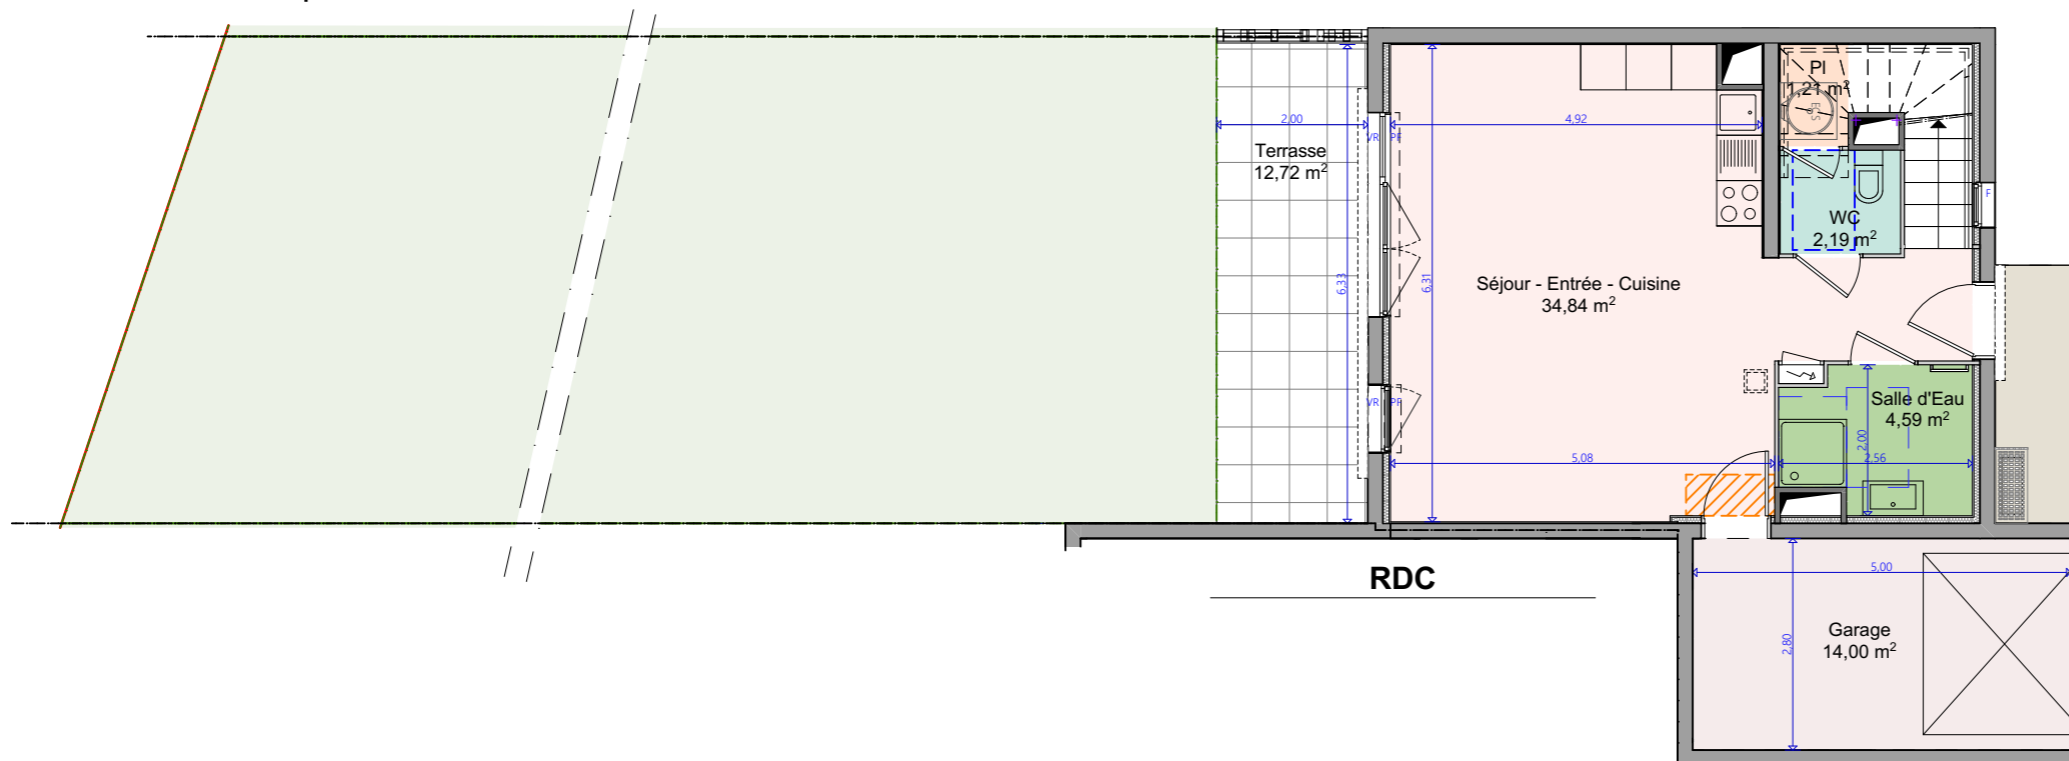 Pl
1,21 m²
ECS
2,00
4,92
VR PF
Terrasse
12,72 m²
F
WC
2,19 m²
6,33
6,31
Séjour - Entrée - Cuisine
34,84 m²
VR PF
Salle d'Eau
4,59 m²
2,00
5,08
2,56
RDC
5,00
2,80
Garage
14,00 m²